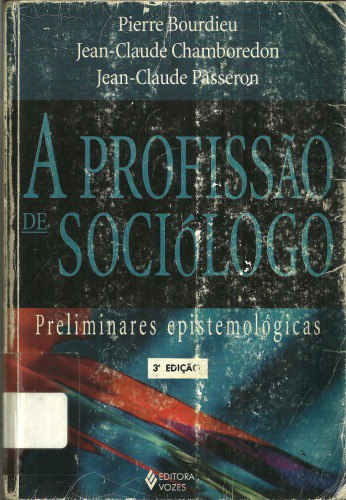 Pierre Bourdieu
Jean-Claude Chamboredon
Jean-Claude Passeron
A PROFISSÃO
DE SOCIÓLOGO
Preliminares epistemológicas
3ª EDIÇÃO
EDITORA
VOZES